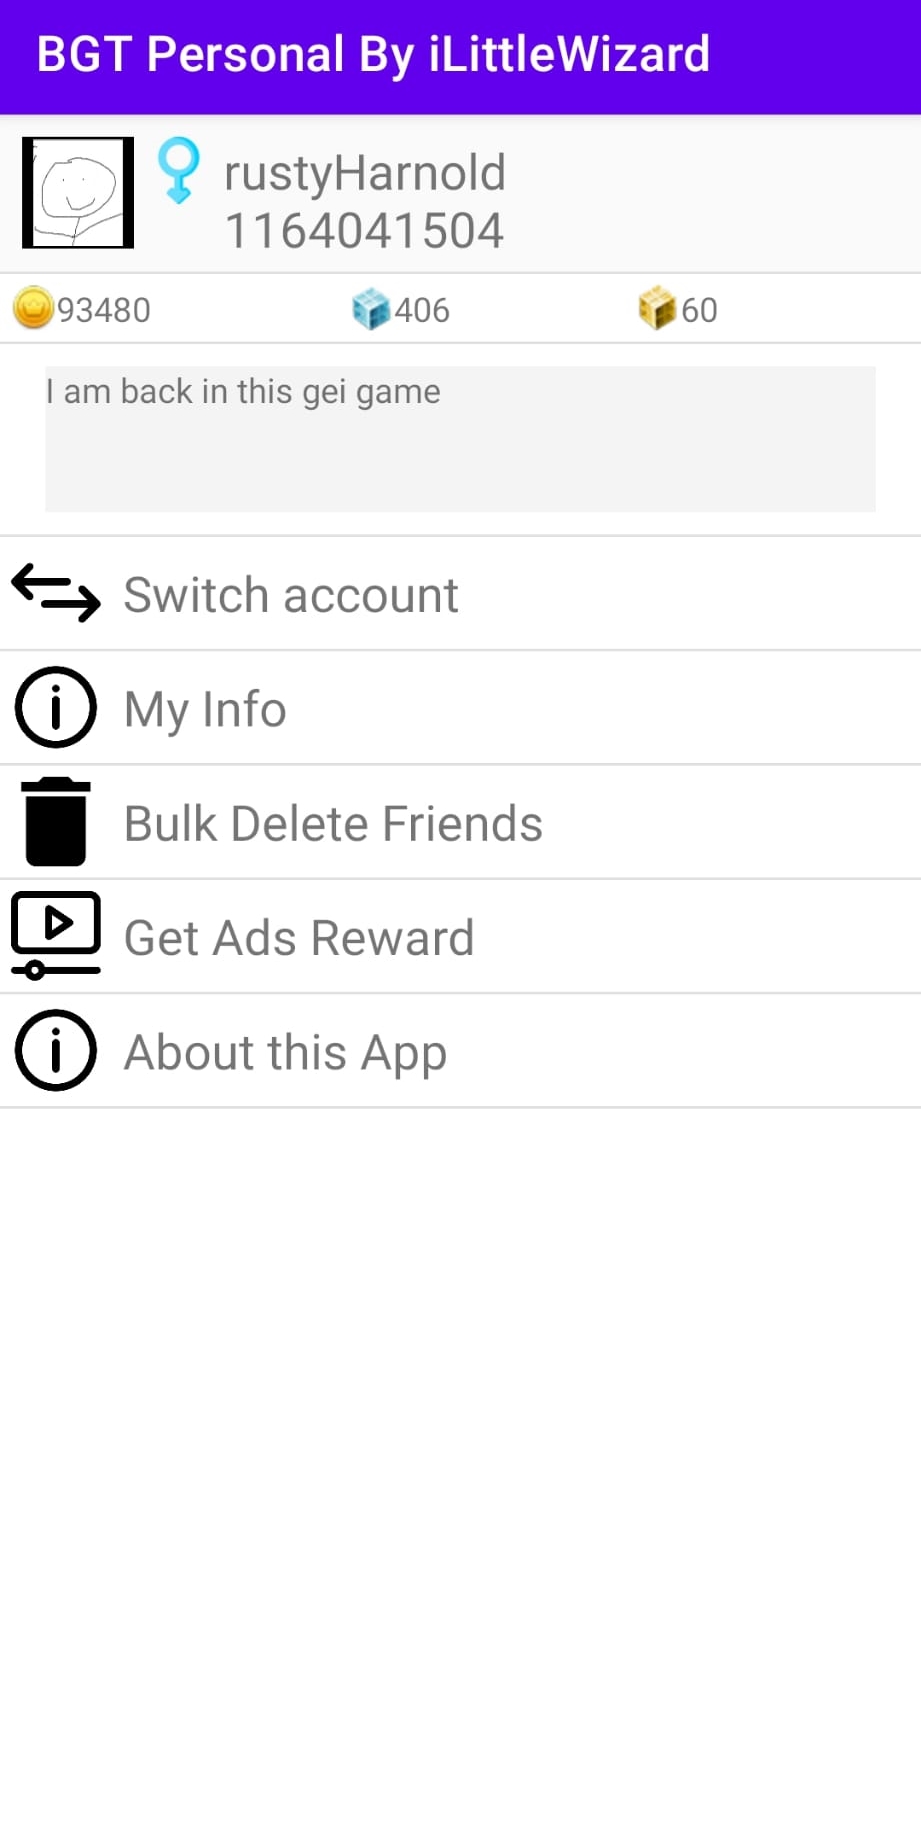 BGT Personal By iLittleWizard
rustyHarnold
1164041504
93480
406
60
I am back in this gei game
Switch account
My Info
Bulk Delete Friends
Get Ads Reward
About this App